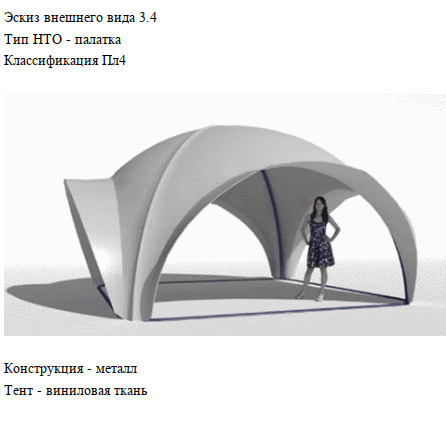 Эскиз внешнего вида 3.4
Тип НТО - палатка
Классификация Пл4
Конструкция - металл
Тент - виниловая ткань